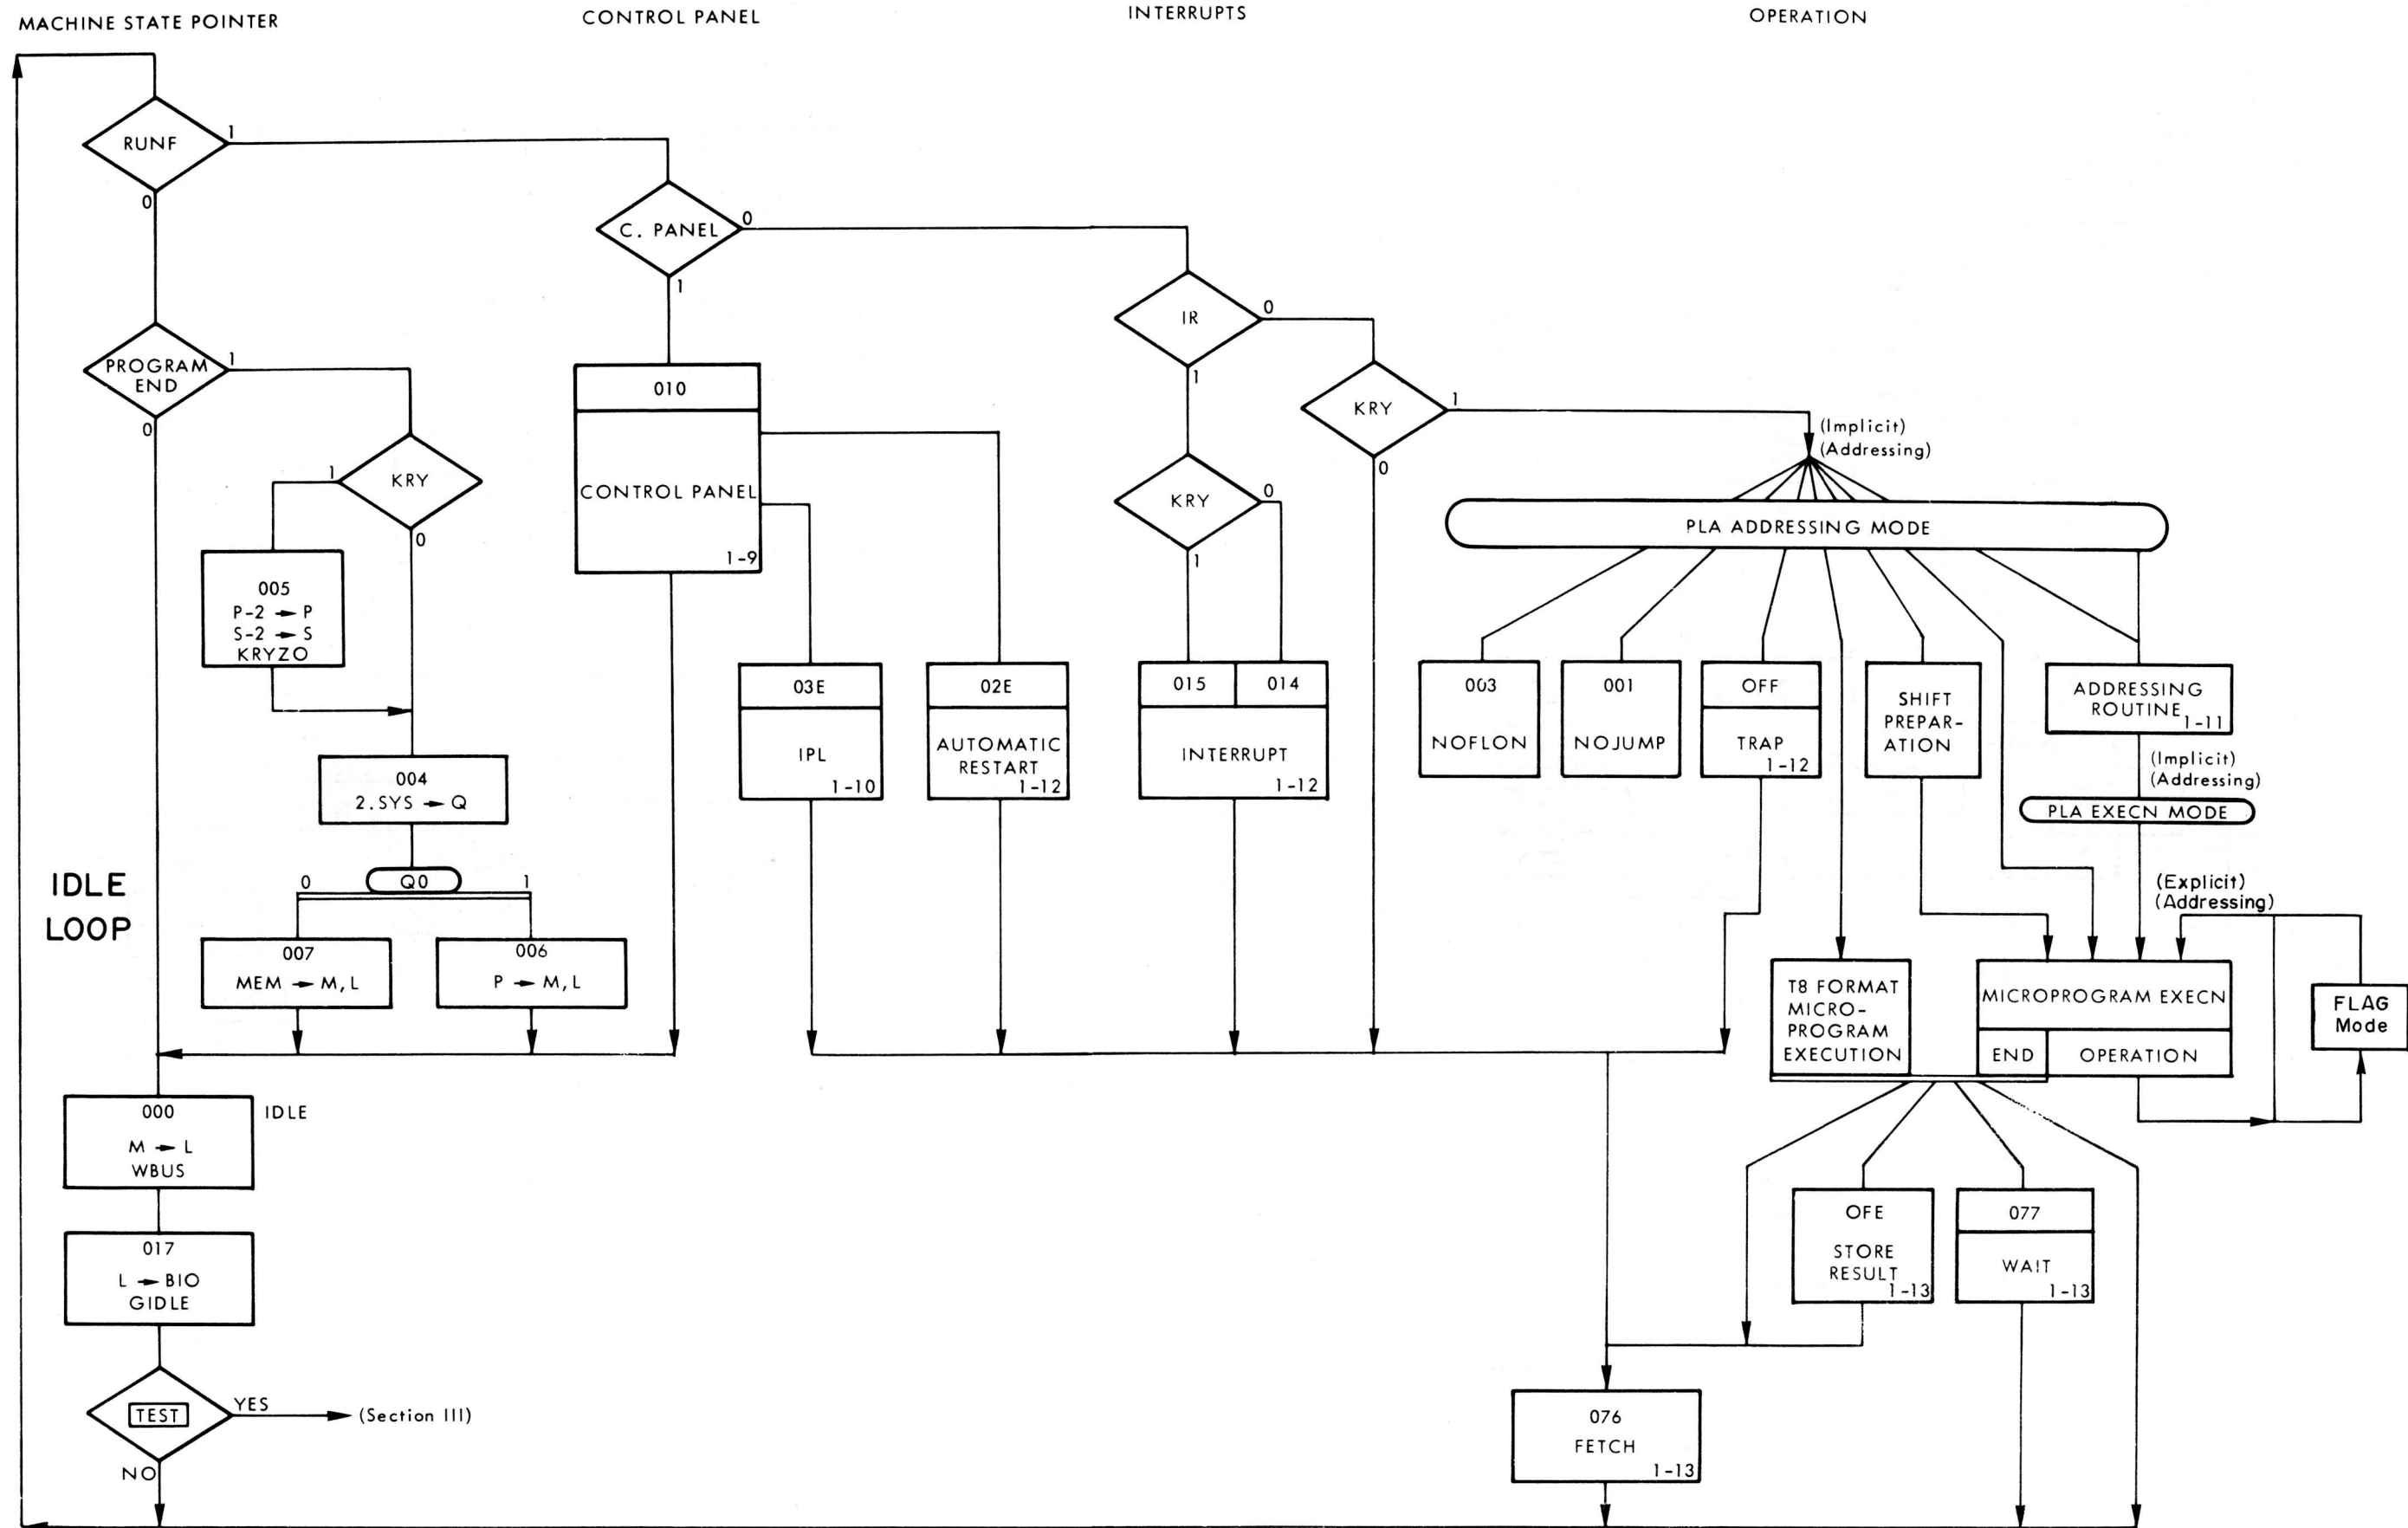 MACHINE STATE POINTER
CONTROL PANEL
INTERRUPTS
OPERATION
RUNF
1
0
C. PANEL
0
1
IR
0
1
PROGRAM
END
1
0
KRY
1
0
KRY
1
0
(Implicit)
(Addressing)
KRY
0
1
PLA ADDRESSING MODE
010
CONTROL PANEL
1-9
005
P-2 → P
S-2 → S
KRYZO
004
2.SYS → Q
Q0
0
1
007
MEM → M, L
006
P → M, L
IDLE
LOOP
03E
IPL
1-10
02E
AUTOMATIC
RESTART
1-12
015
014
INTERRUPT
1-12
003
NOFLON
001
NOJUMP
OFF
TRAP
1-12
SHIFT
PREPAR-
ATION
ADDRESSING
ROUTINE
1-11
(Implicit)
(Addressing)
PLA EXECN MODE
(Explicit)
(Addressing)
T8 FORMAT
MICRO-
PROGRAM
EXECUTION
MICROPROGRAM EXECN
END
OPERATION
FLAG
Mode
000
IDLE
M → L
WBUS
017
L → BIO
GIDLE
TEST
YES
(Section III)
NO
OFE
STORE
RESULT
1-13
077
WAIT
1-13
076
FETCH
1-13